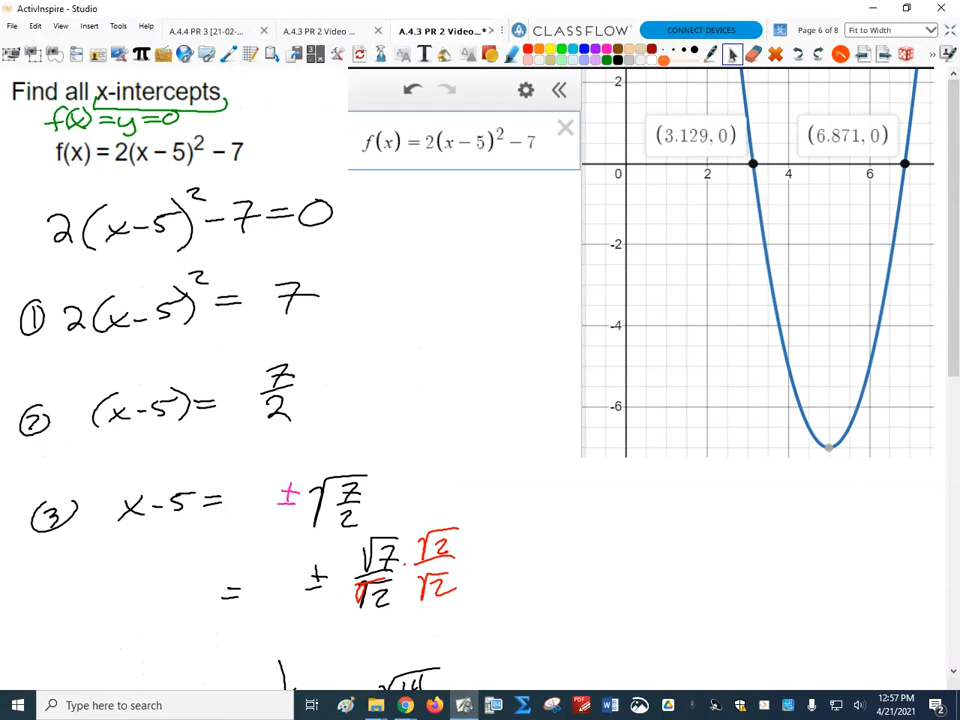 ActivInspire - Studio
File Edit View Tools Insert Help
A.4.4 PR 3 [21-02-...
A.4.3 PR 2 Video...
A.4.4 PR 2 Video...*
CLASSFLOW
CONNECT DEVICES
Page 6 of 8
Fit to Width
Find all x-intercepts,
f(x) = y = 0
f(x) = 2(x – 5)² – 7
2(x-5)² - 7 = 0
① 2(x-5)² = 7
② (x-5) = 7/2
③ x-5 = ± √(7/2)
= ± √7/√2 · √2/√2
√14
f(x) = 2(x − 5)² − 7
2
(3.129, 0)
(6.871, 0)
0 2 4 6
-2
-4
-6
Type here to search
12:57 PM
4/21/2021
2